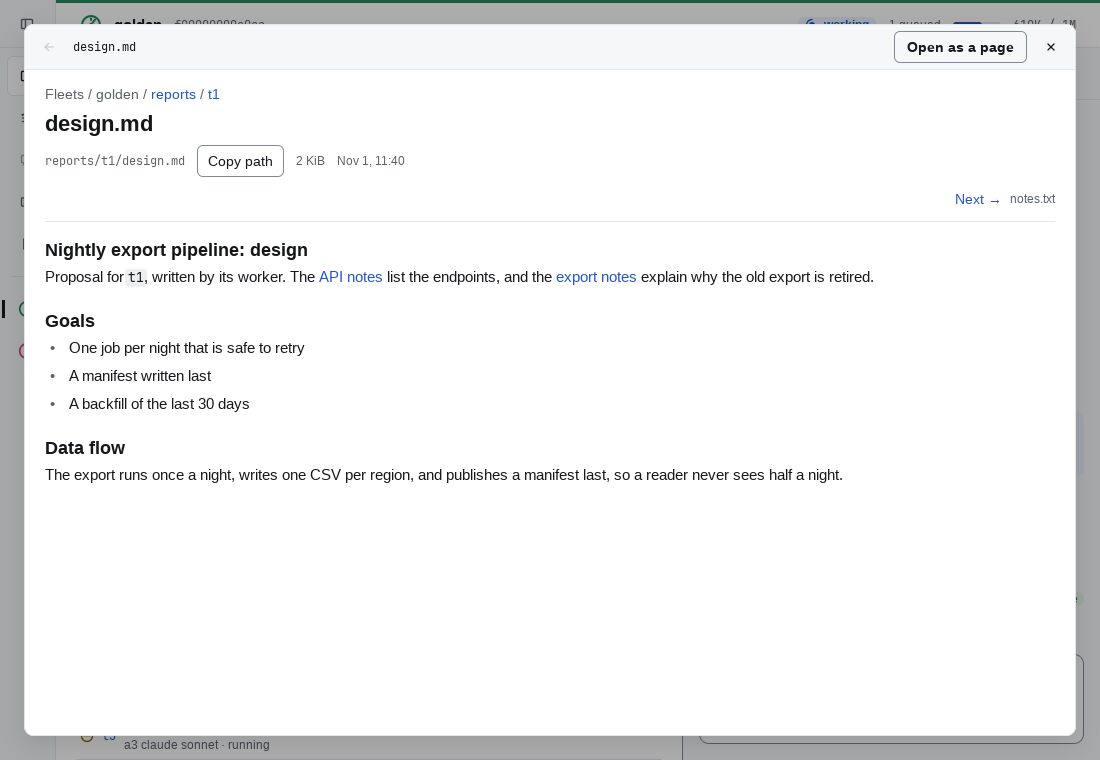 design.md
Open as a page
Fleets / golden / reports / t1
design.md
reports/t1/design.md Copy path 2 KiB Nov 1, 11:40
Next → notes.txt
Nightly export pipeline: design
Proposal for t1, written by its worker. The API notes list the endpoints, and the export notes explain why the old export is retired.
Goals
• One job per night that is safe to retry
• A manifest written last
• A backfill of the last 30 days
Data flow
The export runs once a night, writes one CSV per region, and publishes a manifest last, so a reader never sees half a night.
a3 claude sonnet · running